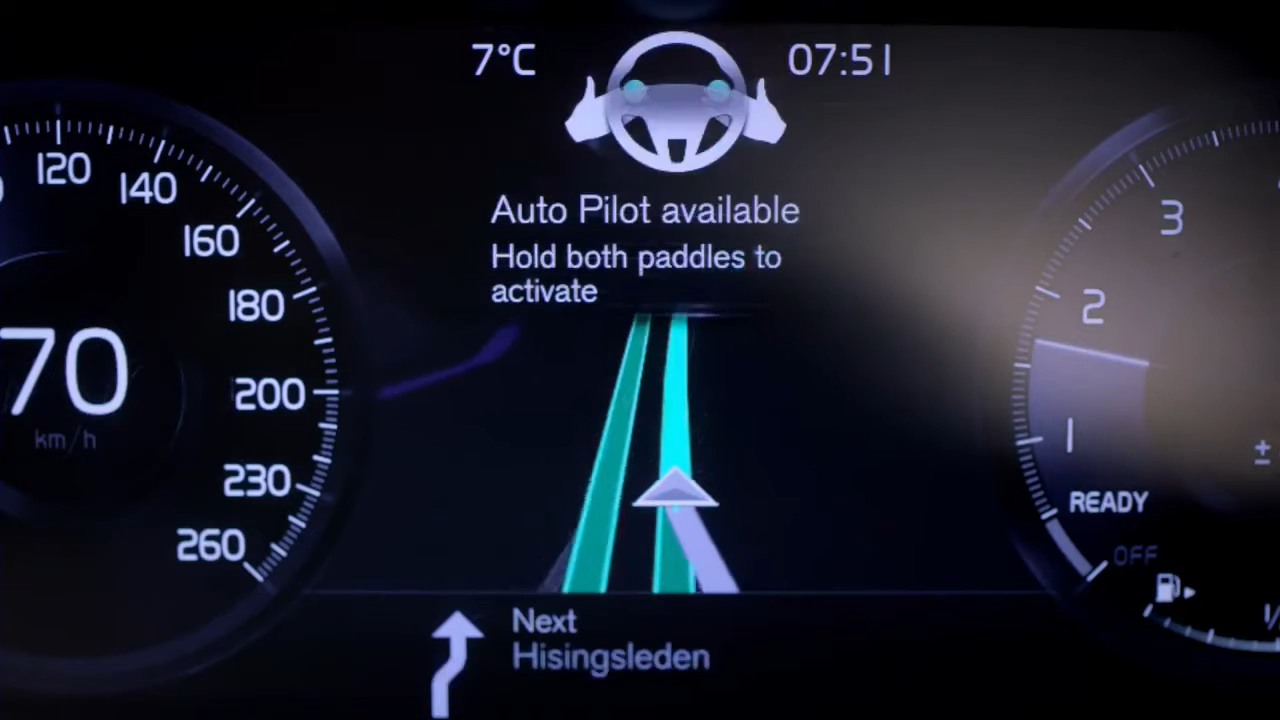 7°C
07:51
Auto Pilot available
Hold both paddles to
activate
120
140
160
180
200
230
260
70
km/h
3
2
1
READY
OFF
Next
Hisingsleden